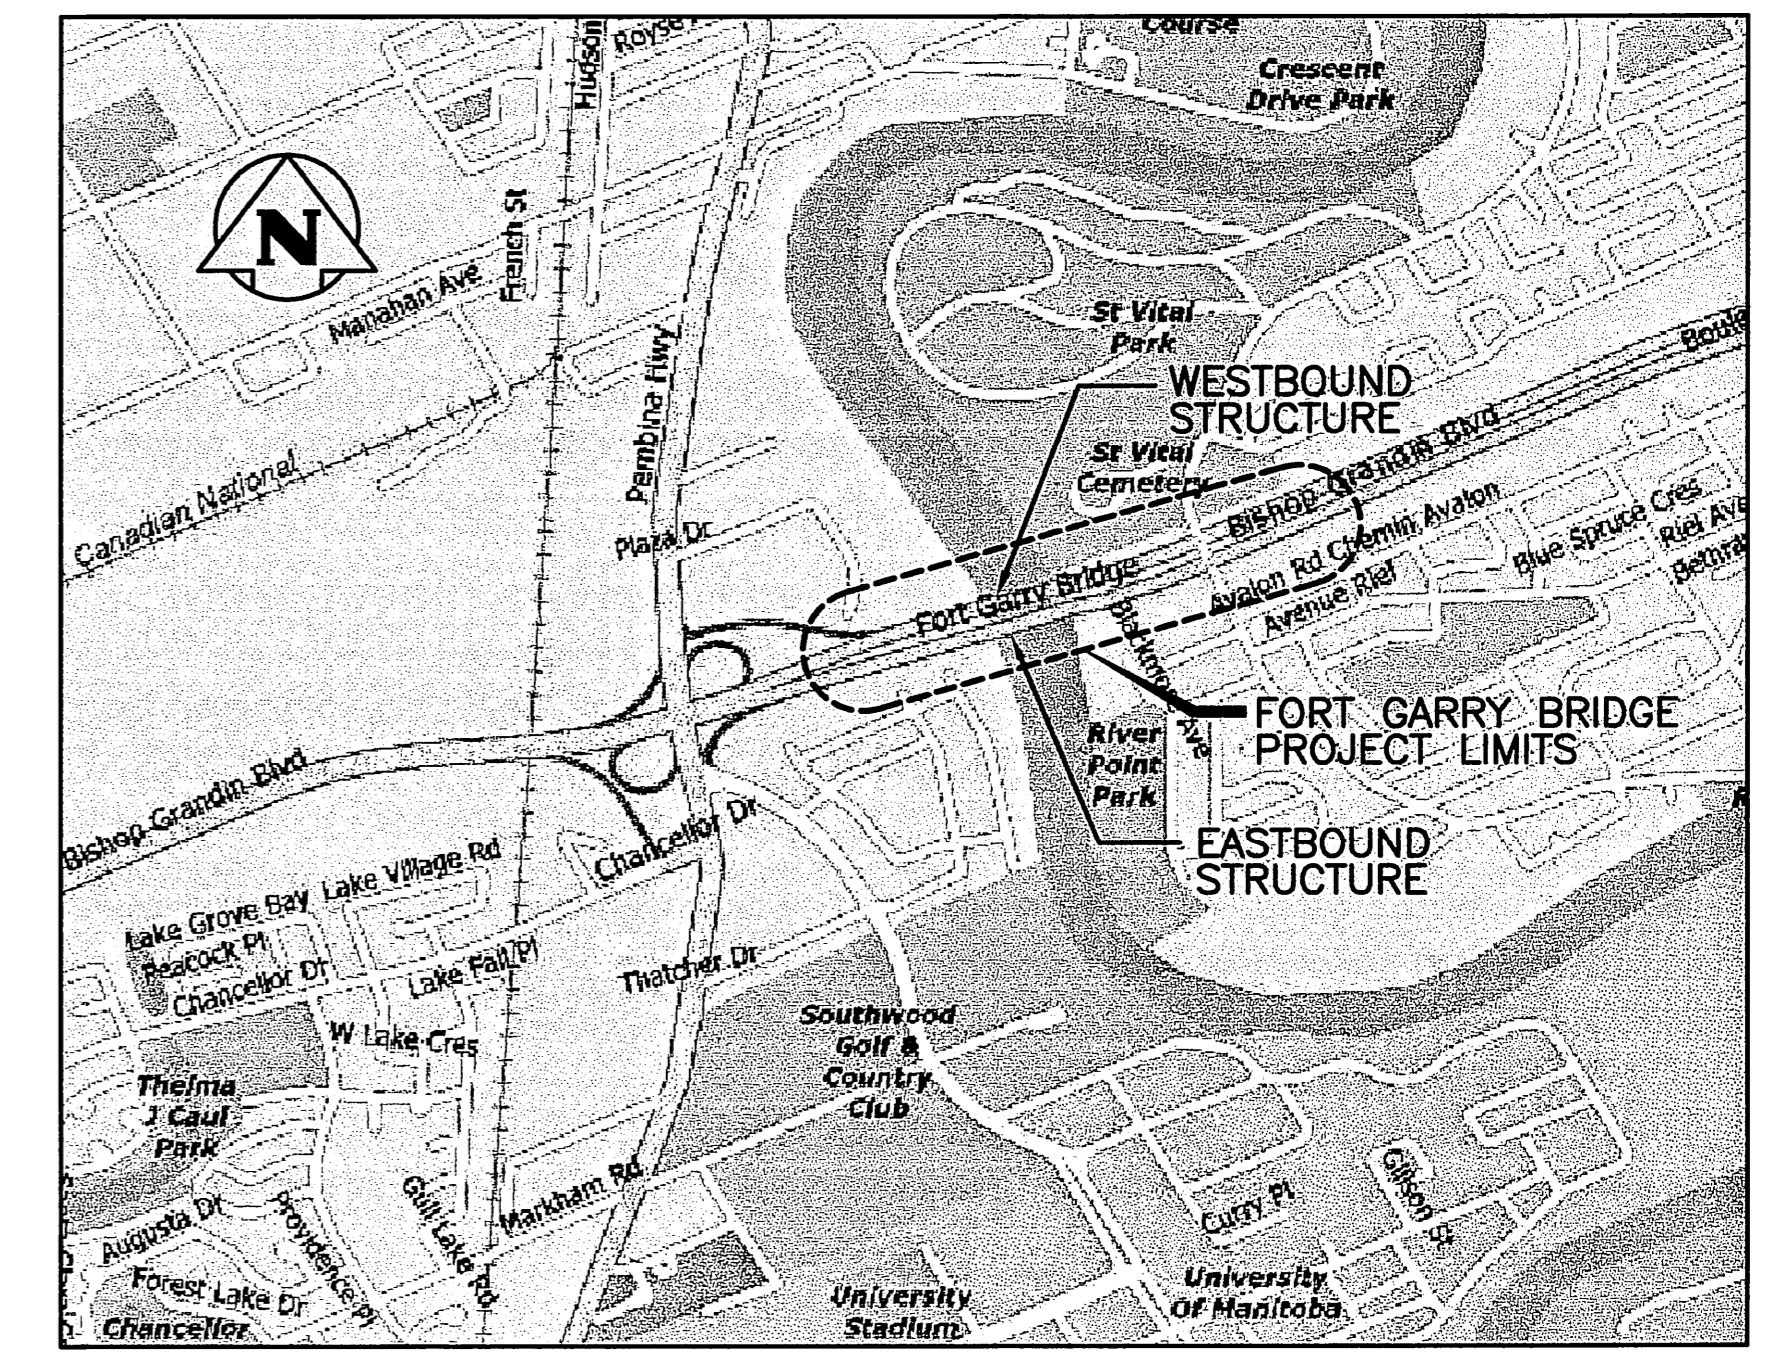 Course
Crescent
Drive Park
Hudson
N
French St
Manahan Ave
Pembina Hwy
St Vital
Park
WESTBOUND
STRUCTURE
St Vital
Cemetery
Canadian National
Plaza Dr
Bishop Grandin Blvd
Fort Garry Bridge
Avalon Rd Chemin Avalon
Avenue Riel
Blue Spruce Cres
Riel Ave
FORT GARRY BRIDGE
PROJECT LIMITS
River
Point
Park
EASTBOUND
STRUCTURE
Bishop Grandin Blvd
Chancellor Dr
Lake Village Rd
Lake Grove Bay
Peacock Pl
Chancellor Dr
Lake Fall Pl
Thatcher Dr
W Lake Cres
Southwood
Golf &
Country
Club
Thelma
J Caul
Park
Augusta Dr
Providence Pl
Gull Lake Rd
Markham Rd
Forest Lake Dr
Chancellor
University
Stadium
Curry Pl
Gilson St
University
Of Manitoba